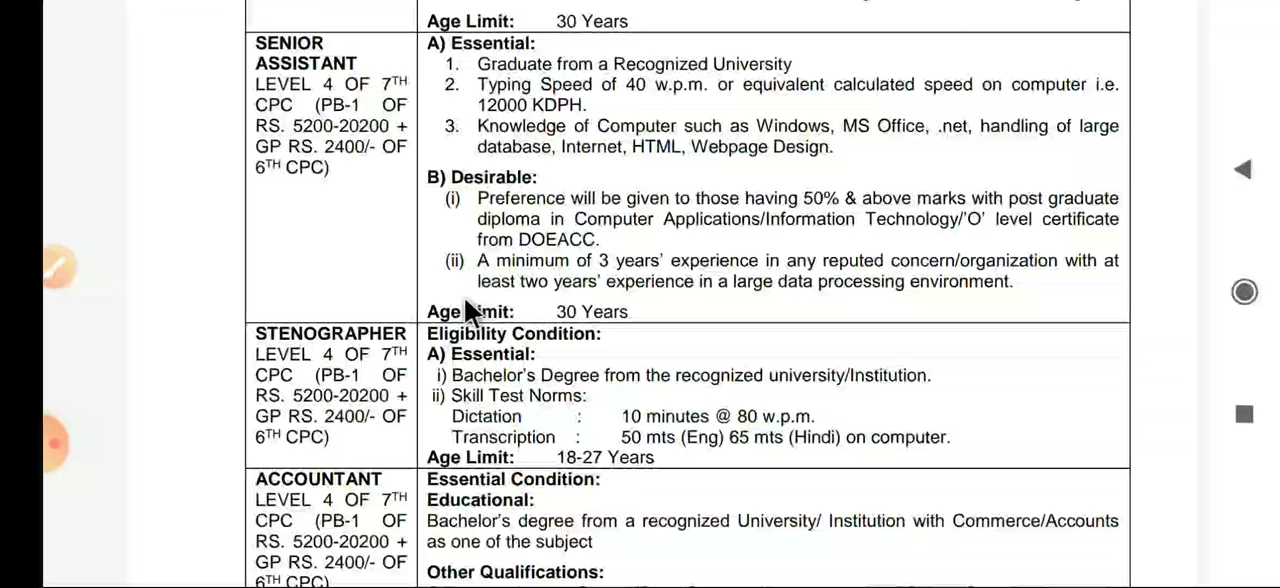 Age Limit: 30 Years
SENIOR
ASSISTANT
LEVEL 4 OF 7TH
CPC (PB-1 OF
RS. 5200-20200 +
GP RS. 2400/- OF
6TH CPC)
A) Essential:
1. Graduate from a Recognized University
2. Typing Speed of 40 w.p.m. or equivalent calculated speed on computer i.e.
12000 KDPH.
3. Knowledge of Computer such as Windows, MS Office, .net, handling of large
database, Internet, HTML, Webpage Design.
B) Desirable:
(i) Preference will be given to those having 50% & above marks with post graduate
diploma in Computer Applications/Information Technology/'O' level certificate
from DOEACC.
(ii) A minimum of 3 years' experience in any reputed concern/organization with at
least two years' experience in a large data processing environment.
Age Limit: 30 Years
STENOGRAPHER
LEVEL 4 OF 7TH
CPC (PB-1 OF
RS. 5200-20200 +
GP RS. 2400/- OF
6TH CPC)
Eligibility Condition:
A) Essential:
i) Bachelor's Degree from the recognized university/Institution.
ii) Skill Test Norms:
Dictation : 10 minutes @ 80 w.p.m.
Transcription : 50 mts (Eng) 65 mts (Hindi) on computer.
Age Limit: 18-27 Years
ACCOUNTANT
LEVEL 4 OF 7TH
CPC (PB-1 OF
RS. 5200-20200 +
GP RS. 2400/- OF
6TH CPC)
Essential Condition:
Educational:
Bachelor's degree from a recognized University/ Institution with Commerce/Accounts
as one of the subject
Other Qualifications: